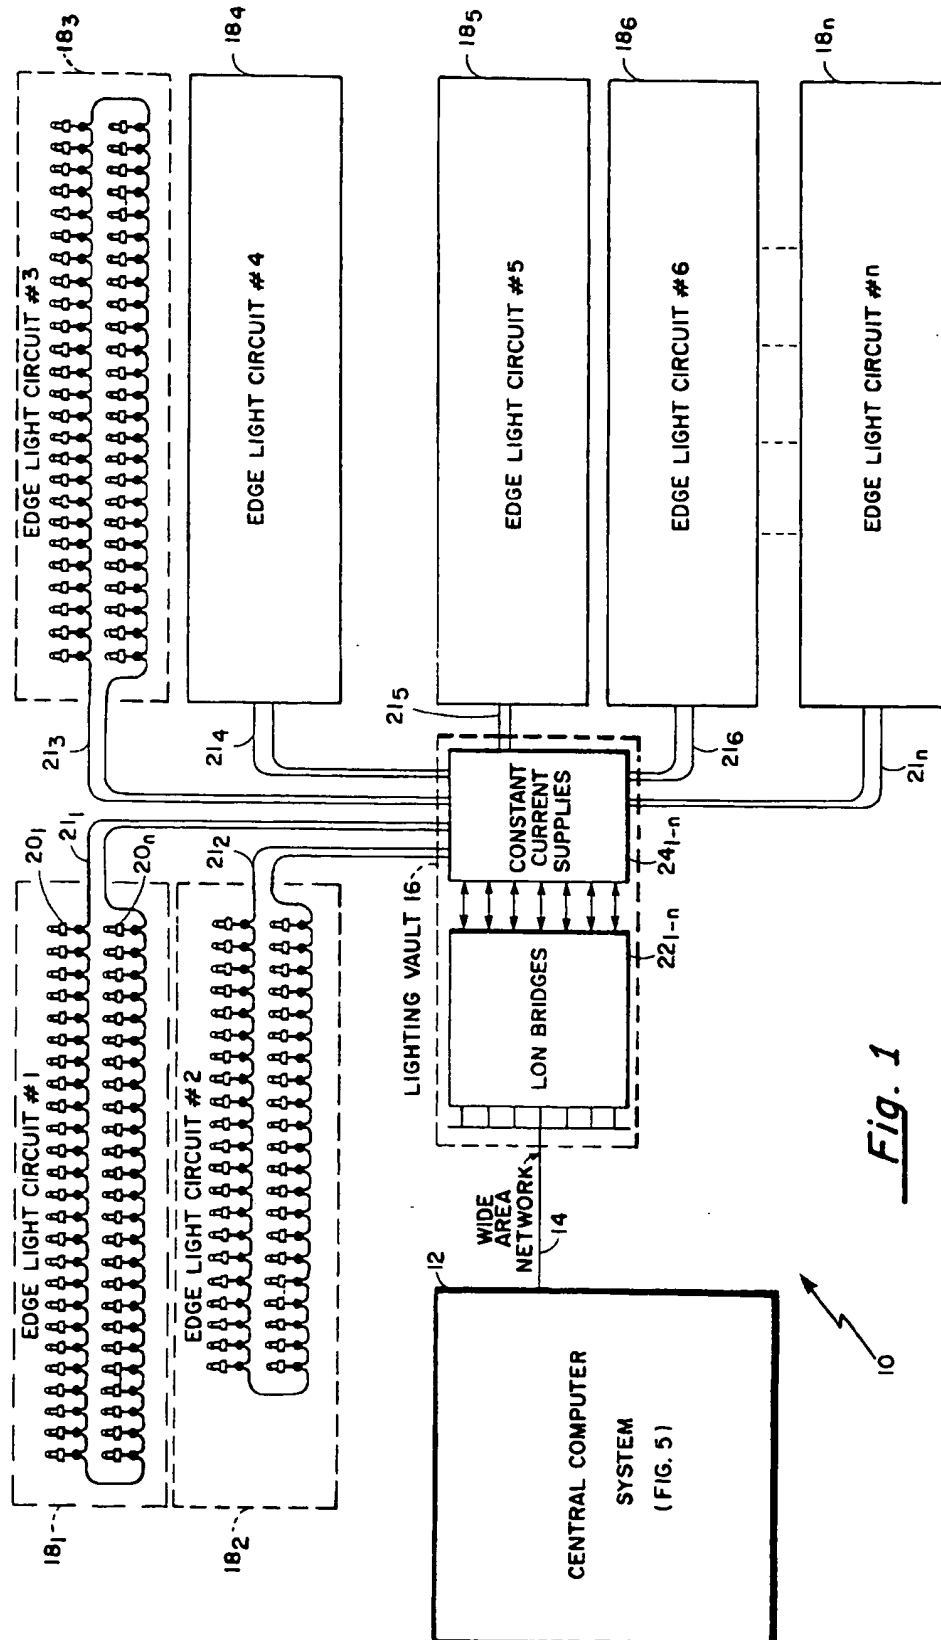 EDGE LIGHT CIRCUIT #1
18₁
20₁
21₁
20ₙ
EDGE LIGHT CIRCUIT #2
18₂
21₂
EDGE LIGHT CIRCUIT #3
18₃
21₃
EDGE LIGHT CIRCUIT #4
18₄
21₄
EDGE LIGHT CIRCUIT #5
18₅
21₅
EDGE LIGHT CIRCUIT #6
18₆
21₆
EDGE LIGHT CIRCUIT #n
18ₙ
21ₙ
LIGHTING VAULT 16
CONSTANT
CURRENT
SUPPLIES
24₁₋ₙ
LON BRIDGES
22₁₋ₙ
WIDE
AREA
NETWORK
14
12
CENTRAL COMPUTER
SYSTEM
(FIG. 5)
10
Fig. 1